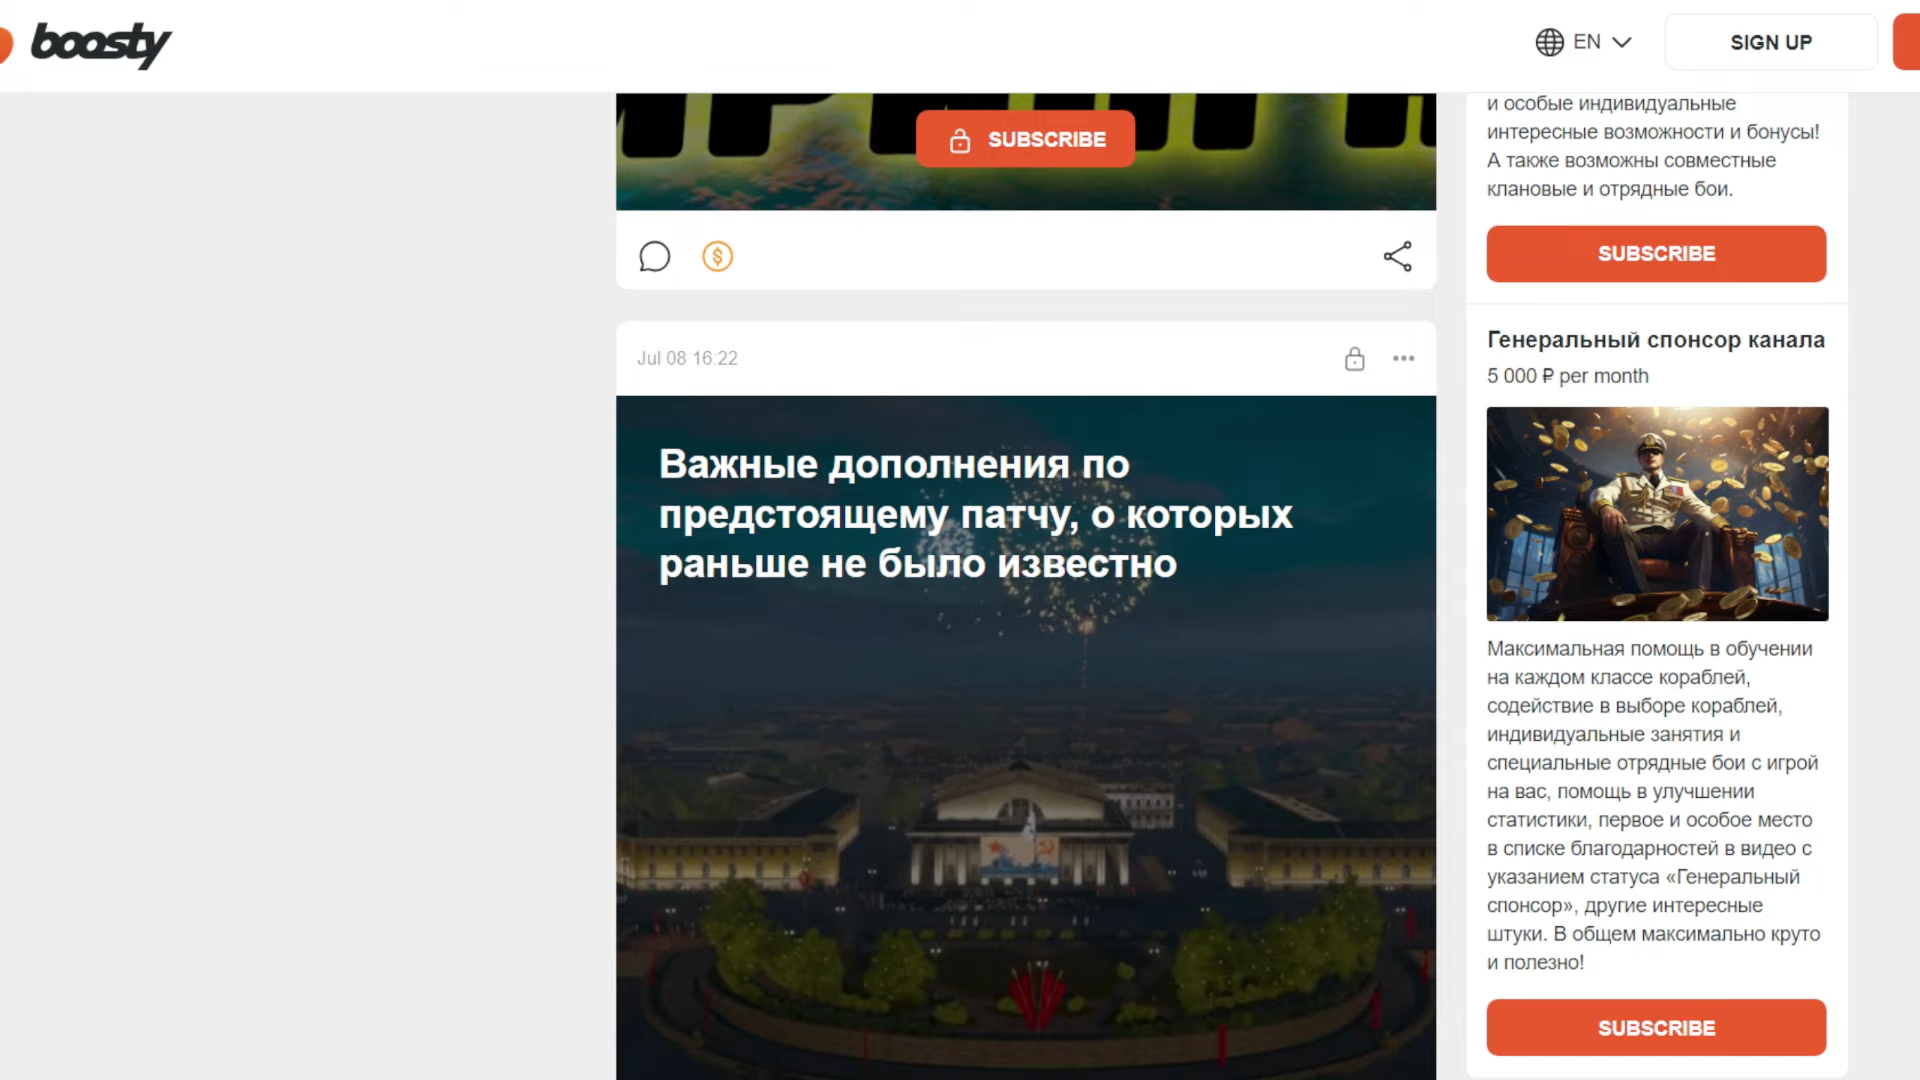 boosty
EN
SIGN UP
SUBSCRIBE
Jul 08 16:22
Важные дополнения по
предстоящему патчу, о которых
раньше не было известно
и особые индивидуальные
интересные возможности и бонусы!
А также возможны совместные
клановые и отрядные бои.
SUBSCRIBE
Генеральный спонсор канала
5 000 ₽ per month
Максимальная помощь в обучении
на каждом классе кораблей,
содействие в выборе кораблей,
индивидуальные занятия и
специальные отрядные бои с игрой
на вас, помощь в улучшении
статистики, первое и особое место
в списке благодарностей в видео с
указанием статуса «Генеральный
спонсор», другие интересные
штуки. В общем максимально круто
и полезно!
SUBSCRIBE